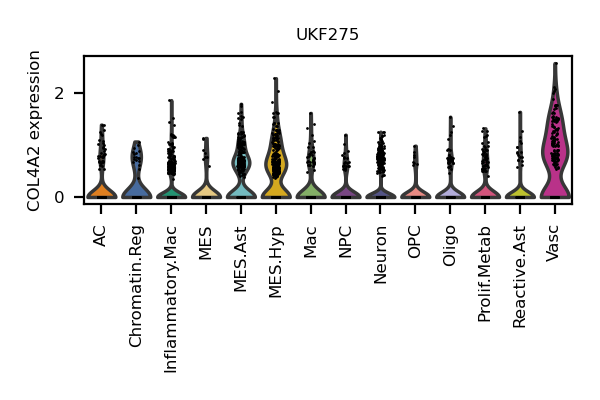 UKF275
COL4A2 expression
2
0
AC
Chromatin.Reg
Inflammatory.Mac
MES
MES.Ast
MES.Hyp
Mac
NPC
Neuron
OPC
Oligo
Prolif.Metab
Reactive.Ast
Vasc